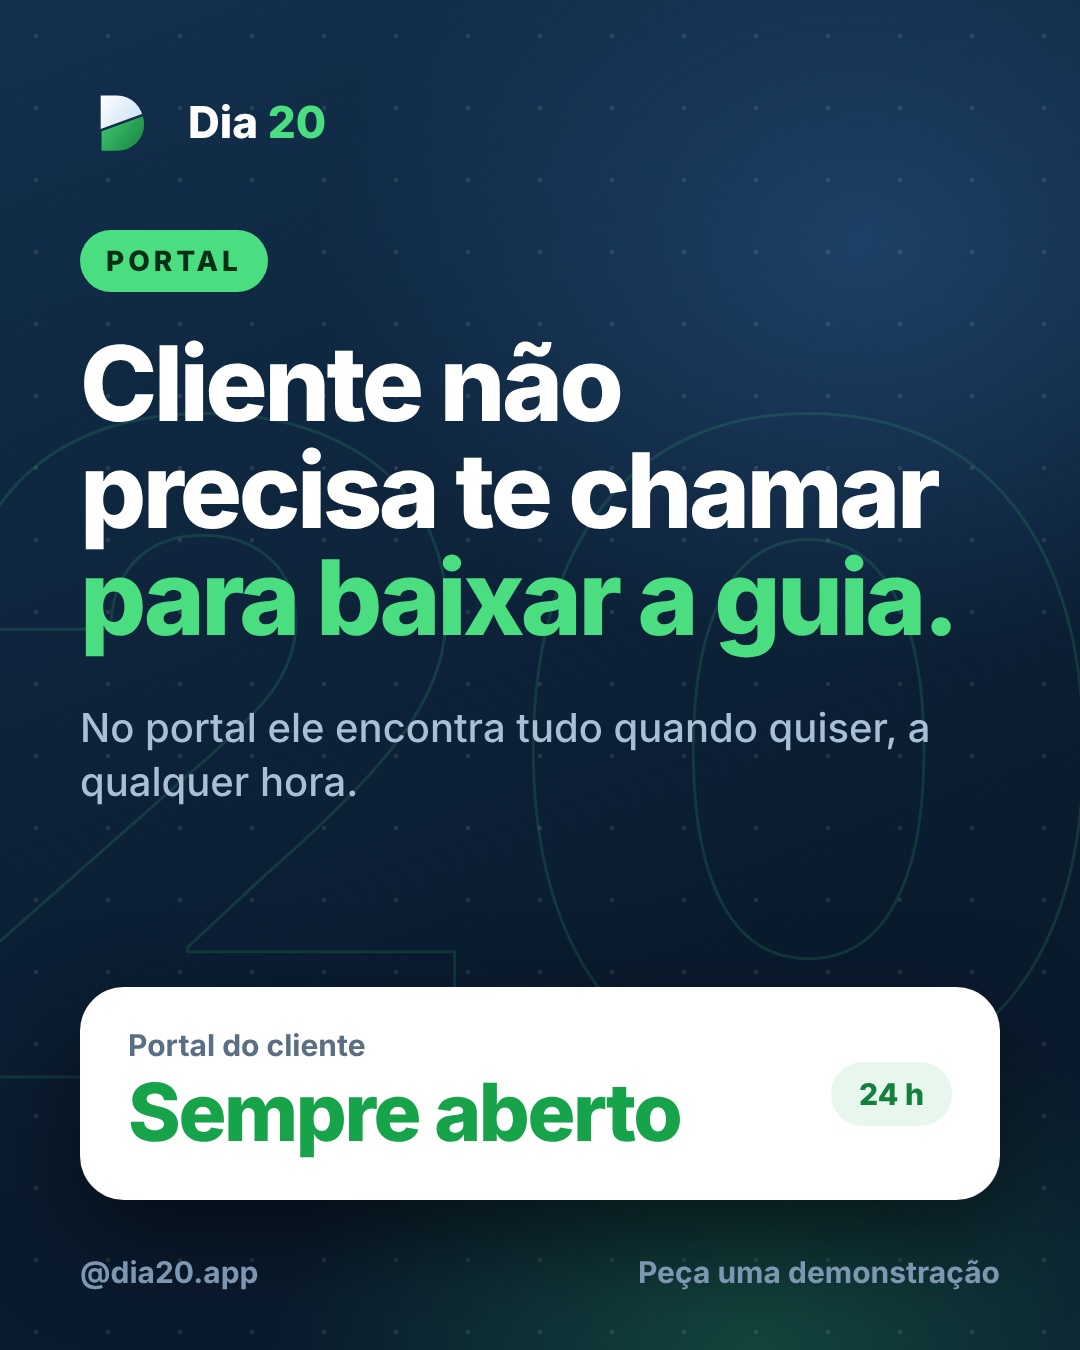 Dia 20
PORTAL
Cliente não
precisa te chamar
para baixar a guia.
No portal ele encontra tudo quando quiser, a
qualquer hora.
20
Portal do cliente
Sempre aberto
24 h
@dia20.app
Peça uma demonstração